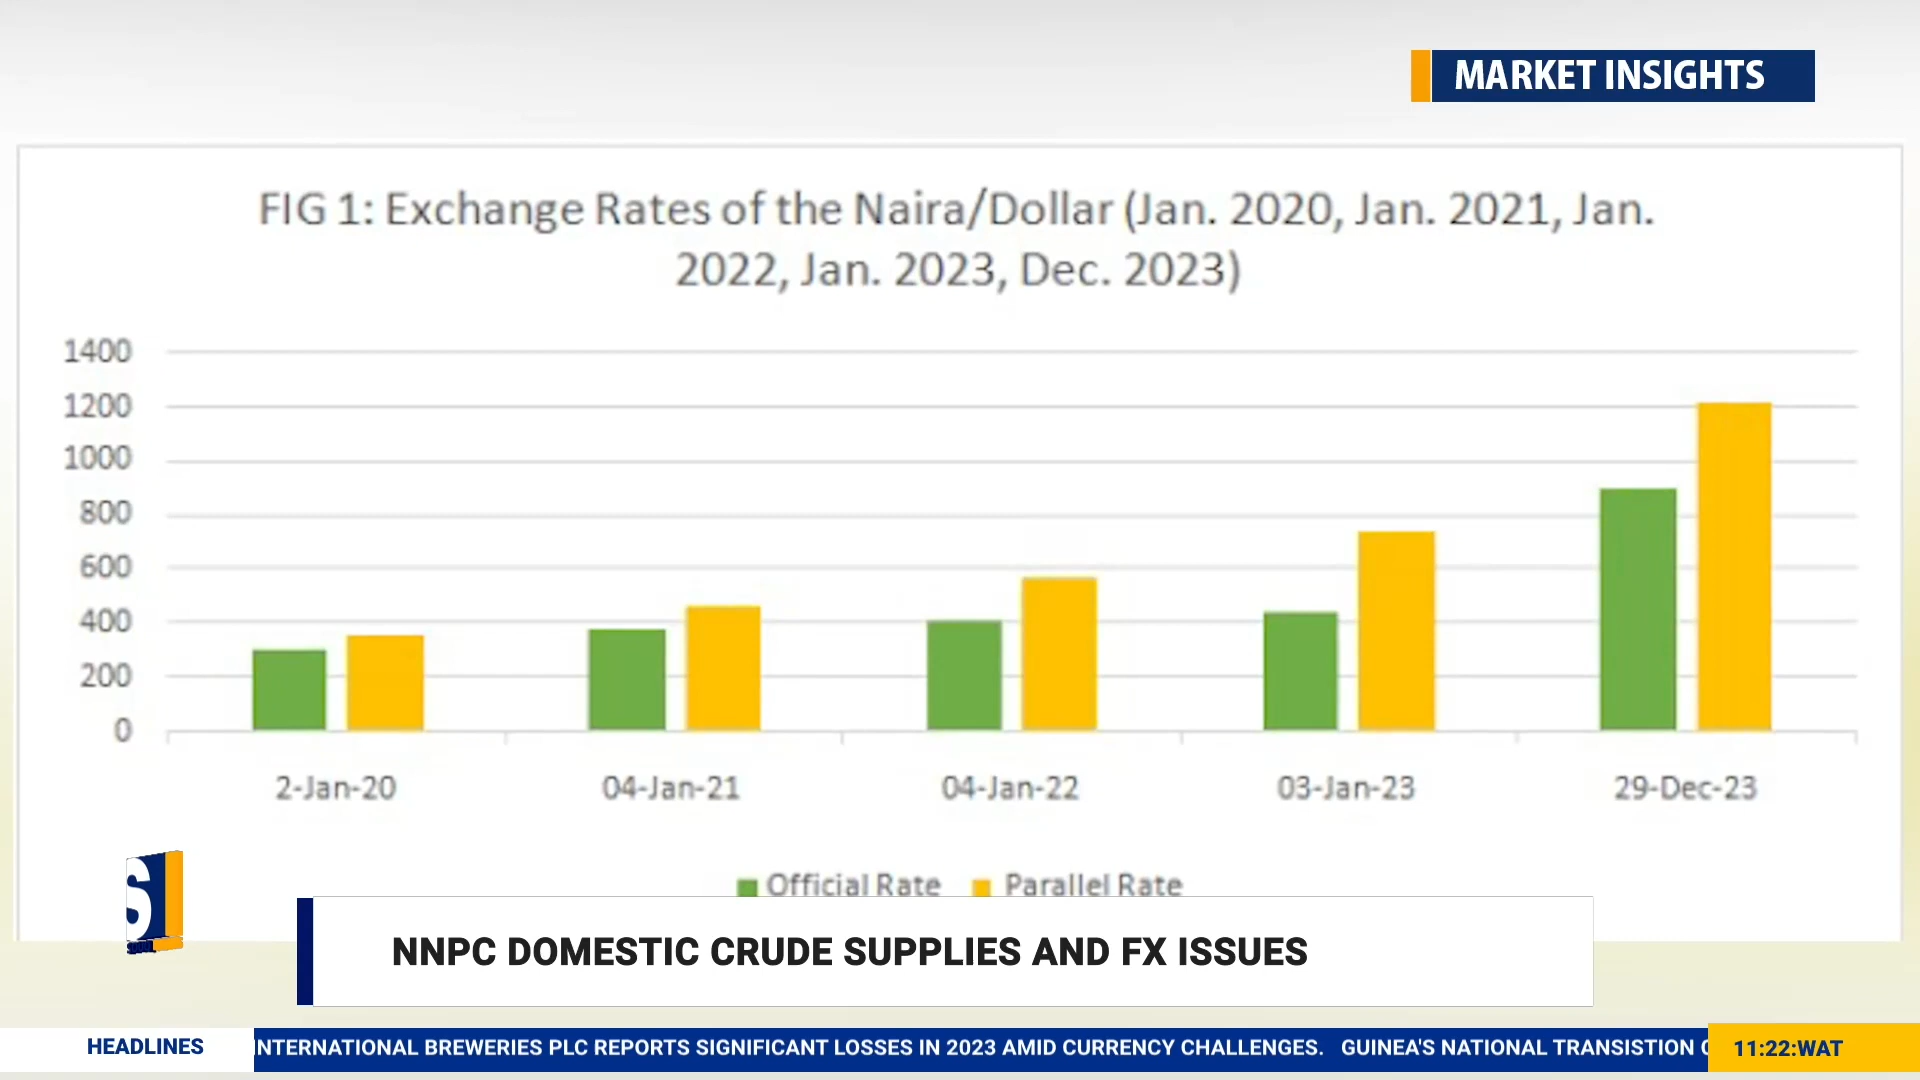 MARKET INSIGHTS
FIG 1: Exchange Rates of the Naira/Dollar (Jan. 2020, Jan. 2021, Jan.
2022, Jan. 2023, Dec. 2023)
1400
1200
1000
800
600
400
200
0
2-Jan-20 04-Jan-21 04-Jan-22 03-Jan-23 29-Dec-23
Official Rate Parallel Rate
S
NNPC DOMESTIC CRUDE SUPPLIES AND FX ISSUES
HEADLINES INTERNATIONAL BREWERIES PLC REPORTS SIGNIFICANT LOSSES IN 2023 AMID CURRENCY CHALLENGES. GUINEA'S NATIONAL TRANSISTION 11:22:WAT